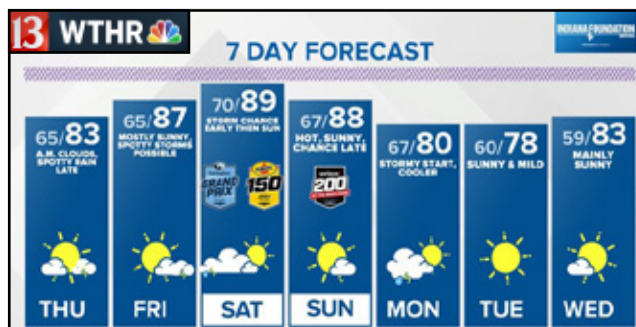 13 WTHR
INDIANA FOUNDATION
7 DAY FORECAST
65/83
A.M. CLOUDS,
SPOTTY RAIN
LATE
THU
65/87
MOSTLY SUNNY,
SPOTTY STORMS
POSSIBLE
FRI
70/89
STORM CHANCE
EARLY THEN SUN
GRAND
PRIX
150
SAT
67/88
HOT, SUNNY,
CHANCE LATE
200
SUN
67/80
STORMY START,
COOLER
MON
60/78
SUNNY & MILD
TUE
59/83
MAINLY
SUNNY
WED